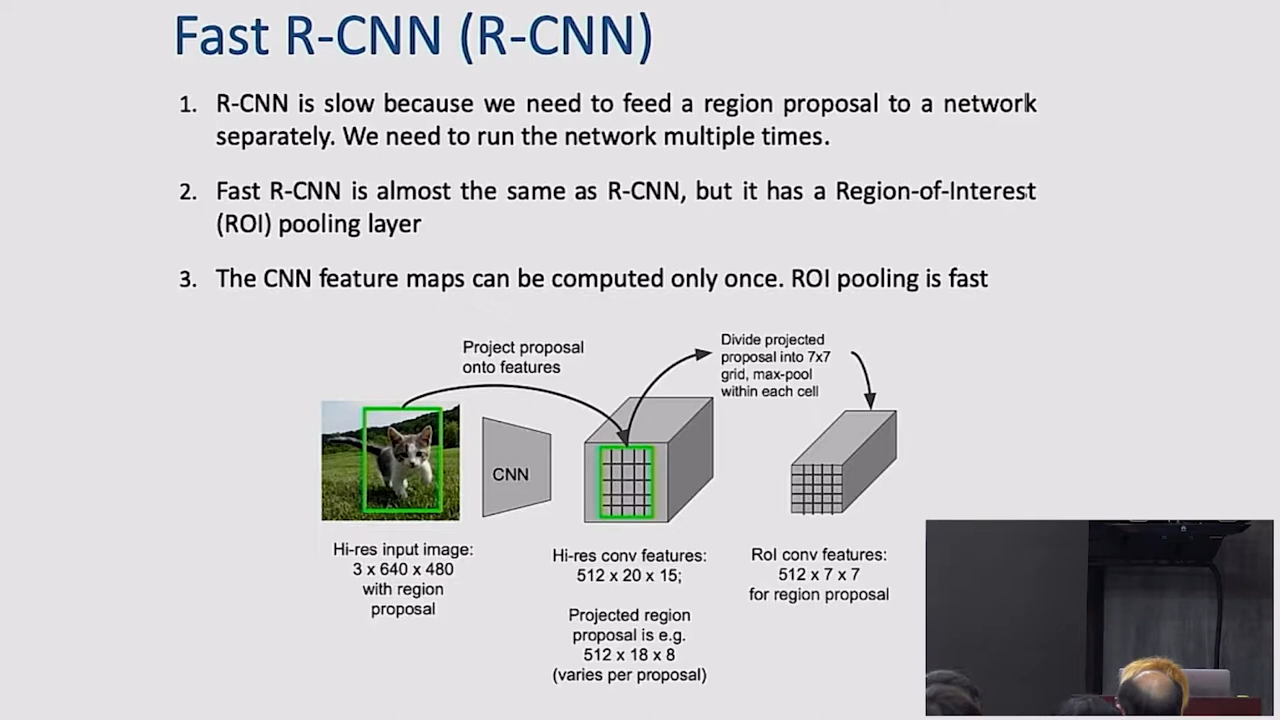 Fast R-CNN (R-CNN)
1. R-CNN is slow because we need to feed a region proposal to a network
separately. We need to run the network multiple times.
2. Fast R-CNN is almost the same as R-CNN, but it has a Region-of-Interest
(ROI) pooling layer
3. The CNN feature maps can be computed only once. ROI pooling is fast
Project proposal
onto features
Divide projected
proposal into 7x7
grid, max-pool
within each cell
CNN
Hi-res input image:
3 x 640 x 480
with region
proposal
Hi-res conv features:
512 x 20 x 15;
Projected region
proposal is e.g.
512 x 18 x 8
(varies per proposal)
RoI conv features:
512 x 7 x 7
for region proposal